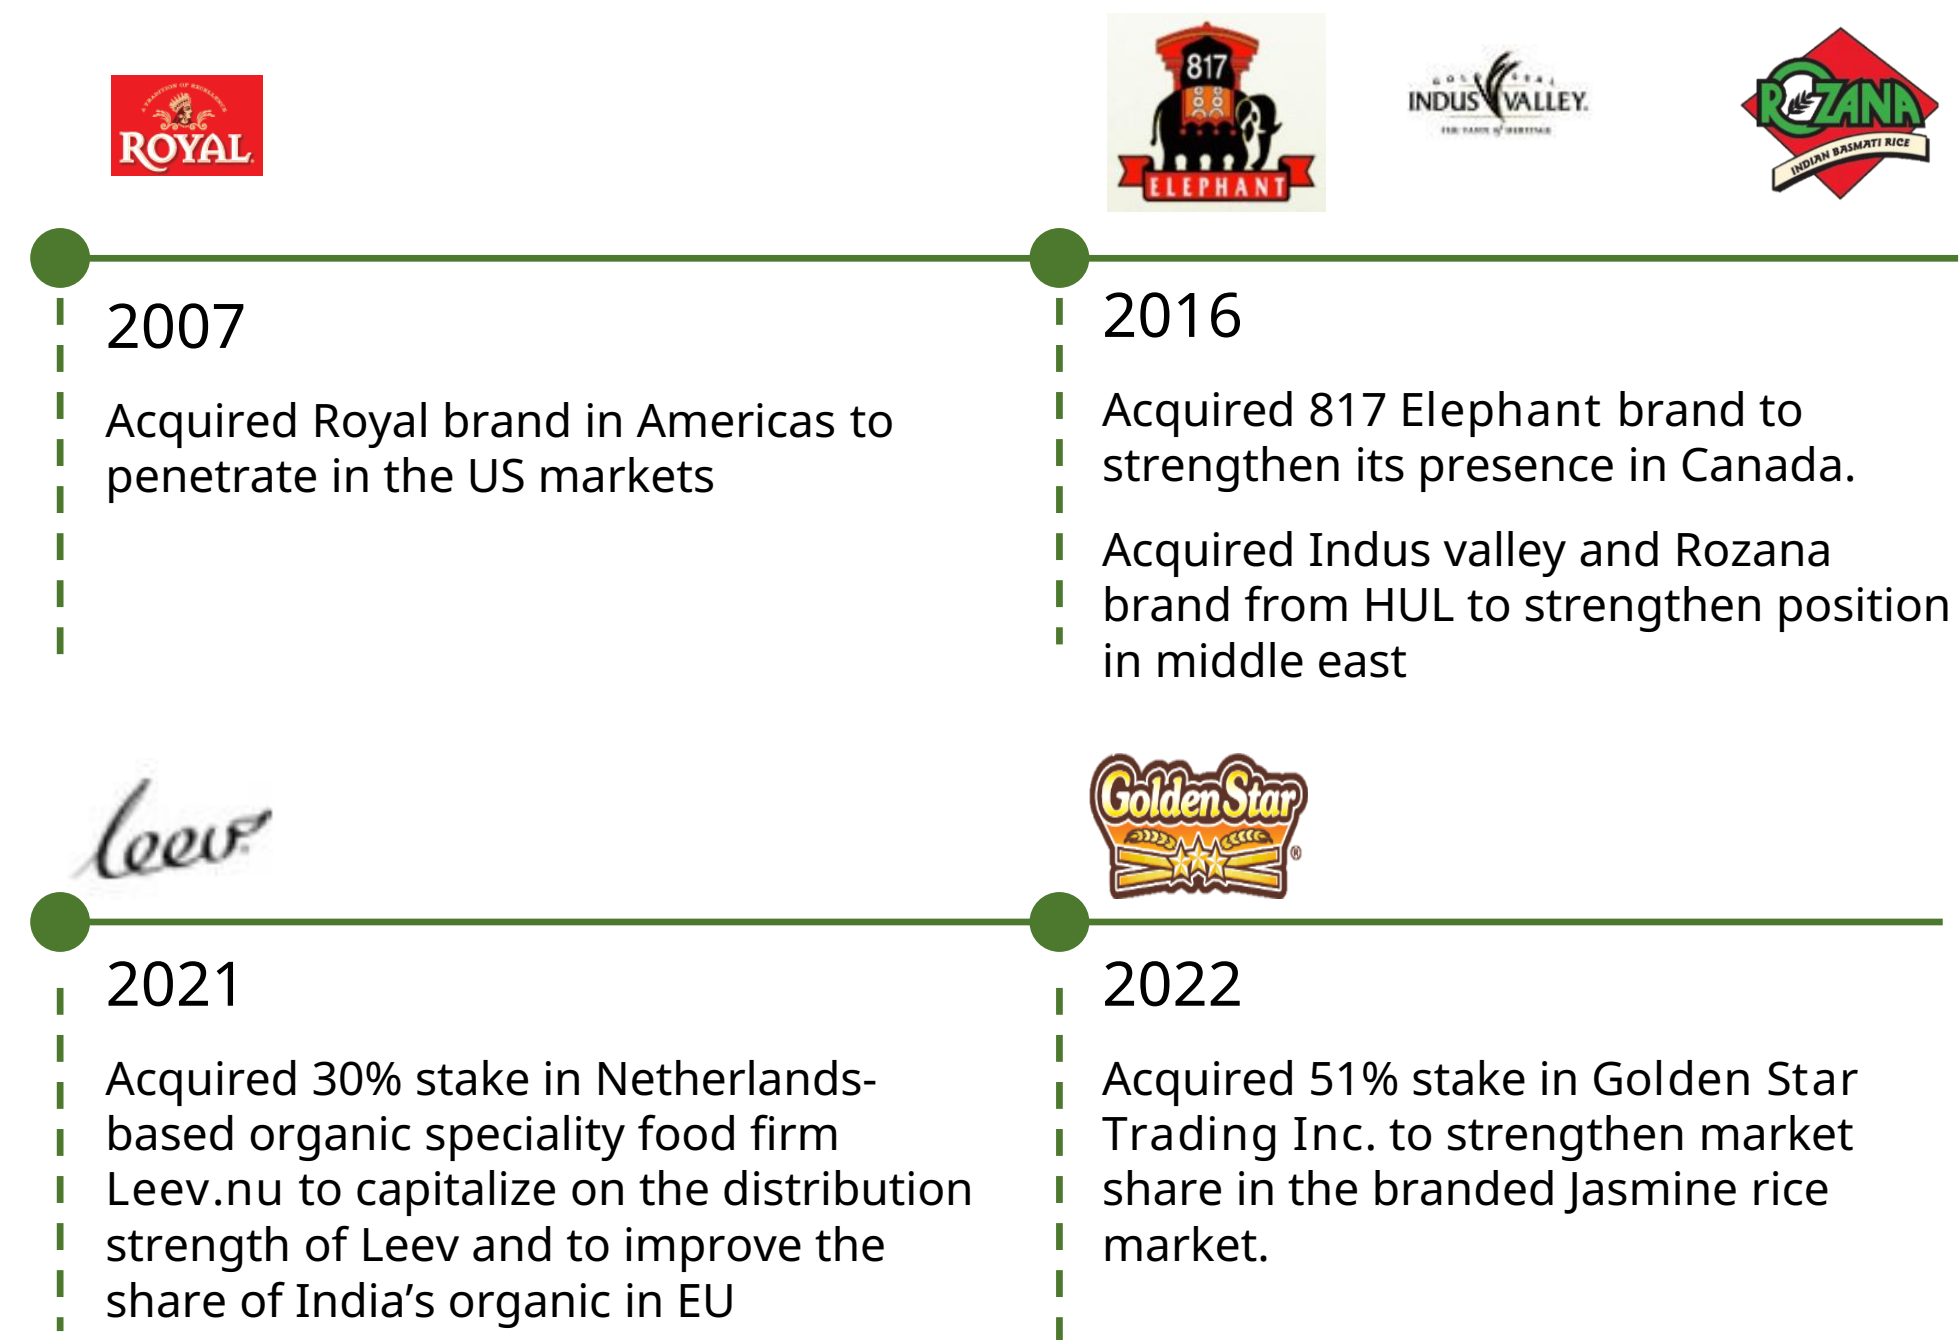 A TRADITION OF EXCELLENCE
ROYAL
817
ELEPHANT
GOLD SEAL
INDUS VALLEY
ROZANA
INDIAN BASMATI RICE
2007
Acquired Royal brand in Americas to
penetrate in the US markets
2016
Acquired 817 Elephant brand to
strengthen its presence in Canada.
Acquired Indus valley and Rozana
brand from HUL to strengthen position
in middle east
leev
Golden Star
®
2021
Acquired 30% stake in Netherlands-
based organic speciality food firm
Leev.nu to capitalize on the distribution
strength of Leev and to improve the
share of India’s organic in EU
2022
Acquired 51% stake in Golden Star
Trading Inc. to strengthen market
share in the branded Jasmine rice
market.